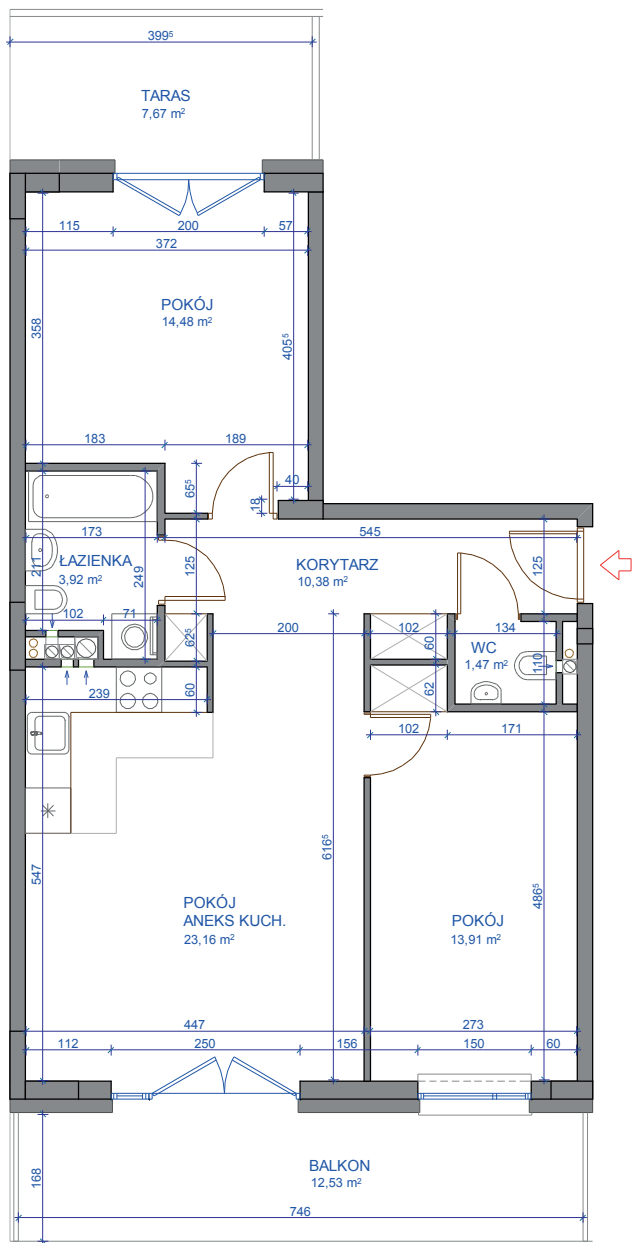 399⁵
TARAS
7,67 m²
115
200
57
372
POKÓJ
14,48 m²
358
405⁵
183
189
40
65⁵
18
173
545
ŁAZIENKA
3,92 m²
211
249
125
KORYTARZ
10,38 m²
125
102
71
62⁵
200
102
60
134
WC
1,47 m²
110
239
60
62
102
171
547
616⁵
486⁵
POKÓJ
ANEKS KUCH.
23,16 m²
POKÓJ
13,91 m²
447
273
112
250
156
150
60
168
BALKON
12,53 m²
746